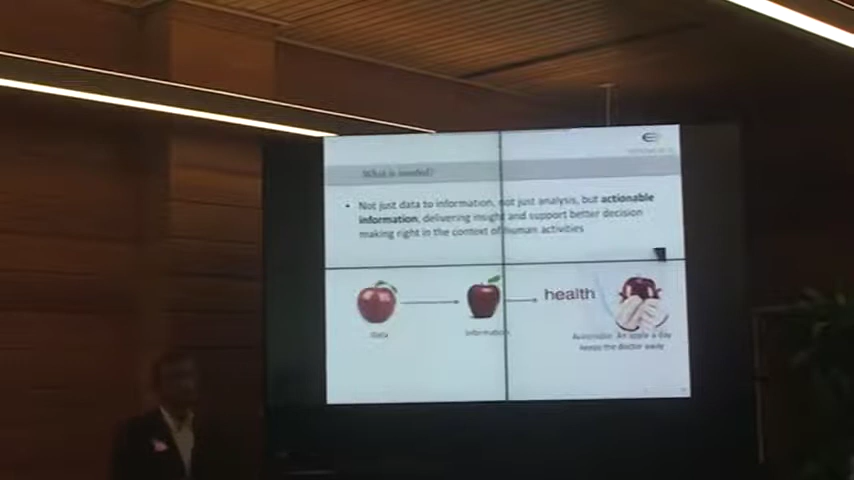 What is needed?
• Not just data to information, not just analysis, but actionable
information, delivering insight and support better decision
making right in the context of human activities
health
Data
Information
Actionable: An apple a day
keeps the doctor away